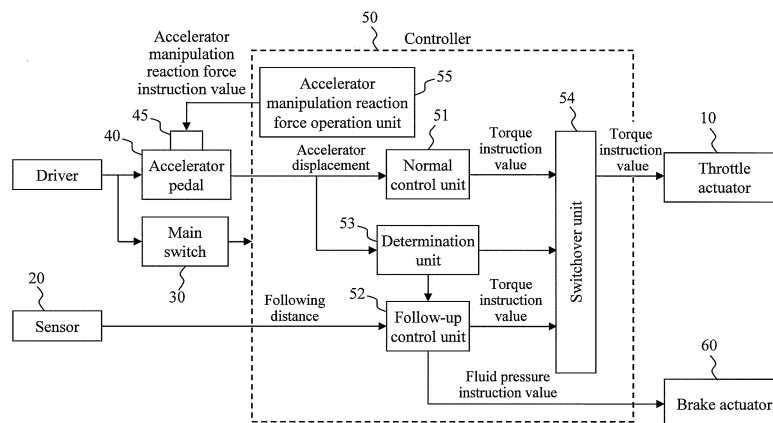 50
Controller
Accelerator
manipulation
reaction force
instruction value
55
Accelerator
manipulation reaction
force operation unit
45
40
Accelerator
pedal
Driver
Main
switch
30
20
Sensor
Accelerator
displacement
51
Normal
control unit
Torque
instruction
value
53
Determination
unit
52
Follow-up
control unit
Following
distance
Torque
instruction
value
54
Switchover unit
Torque
instruction
value
10
Throttle
actuator
Fluid pressure
instruction value
60
Brake actuator